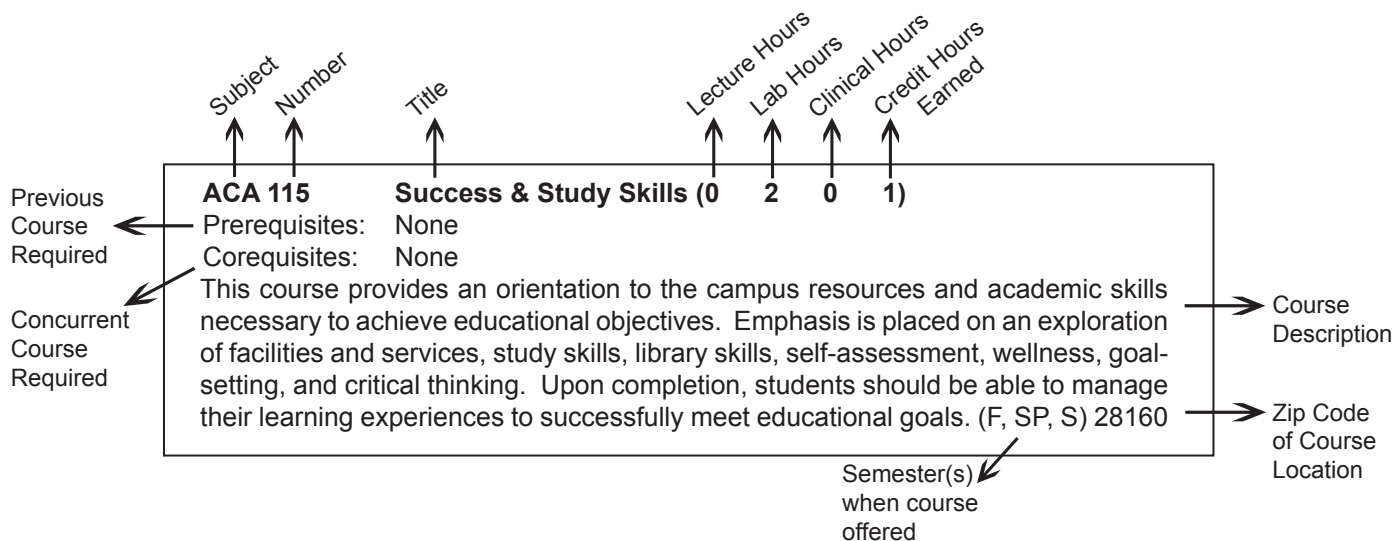 Subject
Number
Title
Lecture Hours
Lab Hours
Clinical Hours
Credit Hours
Earned
ACA 115 Success & Study Skills (0 2 0 1)
Previous
Course
Required
Prerequisites: None
Corequisites: None
Concurrent
Course
Required
This course provides an orientation to the campus resources and academic skills
necessary to achieve educational objectives. Emphasis is placed on an exploration
of facilities and services, study skills, library skills, self-assessment, wellness, goal-
setting, and critical thinking. Upon completion, students should be able to manage
their learning experiences to successfully meet educational goals. (F, SP, S) 28160
Course
Description
Zip Code
of Course
Location
Semester(s)
when course
offered